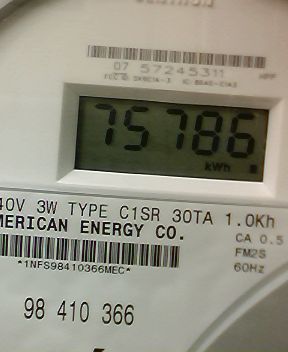 07 57245311
75786
kWh
40V 3W TYPE C1SR 30TA 1.0Kh
MERICAN ENERGY CO.
CA 0.5
FM2S
60Hz
*1NFS98410366MEC*
98 410 366